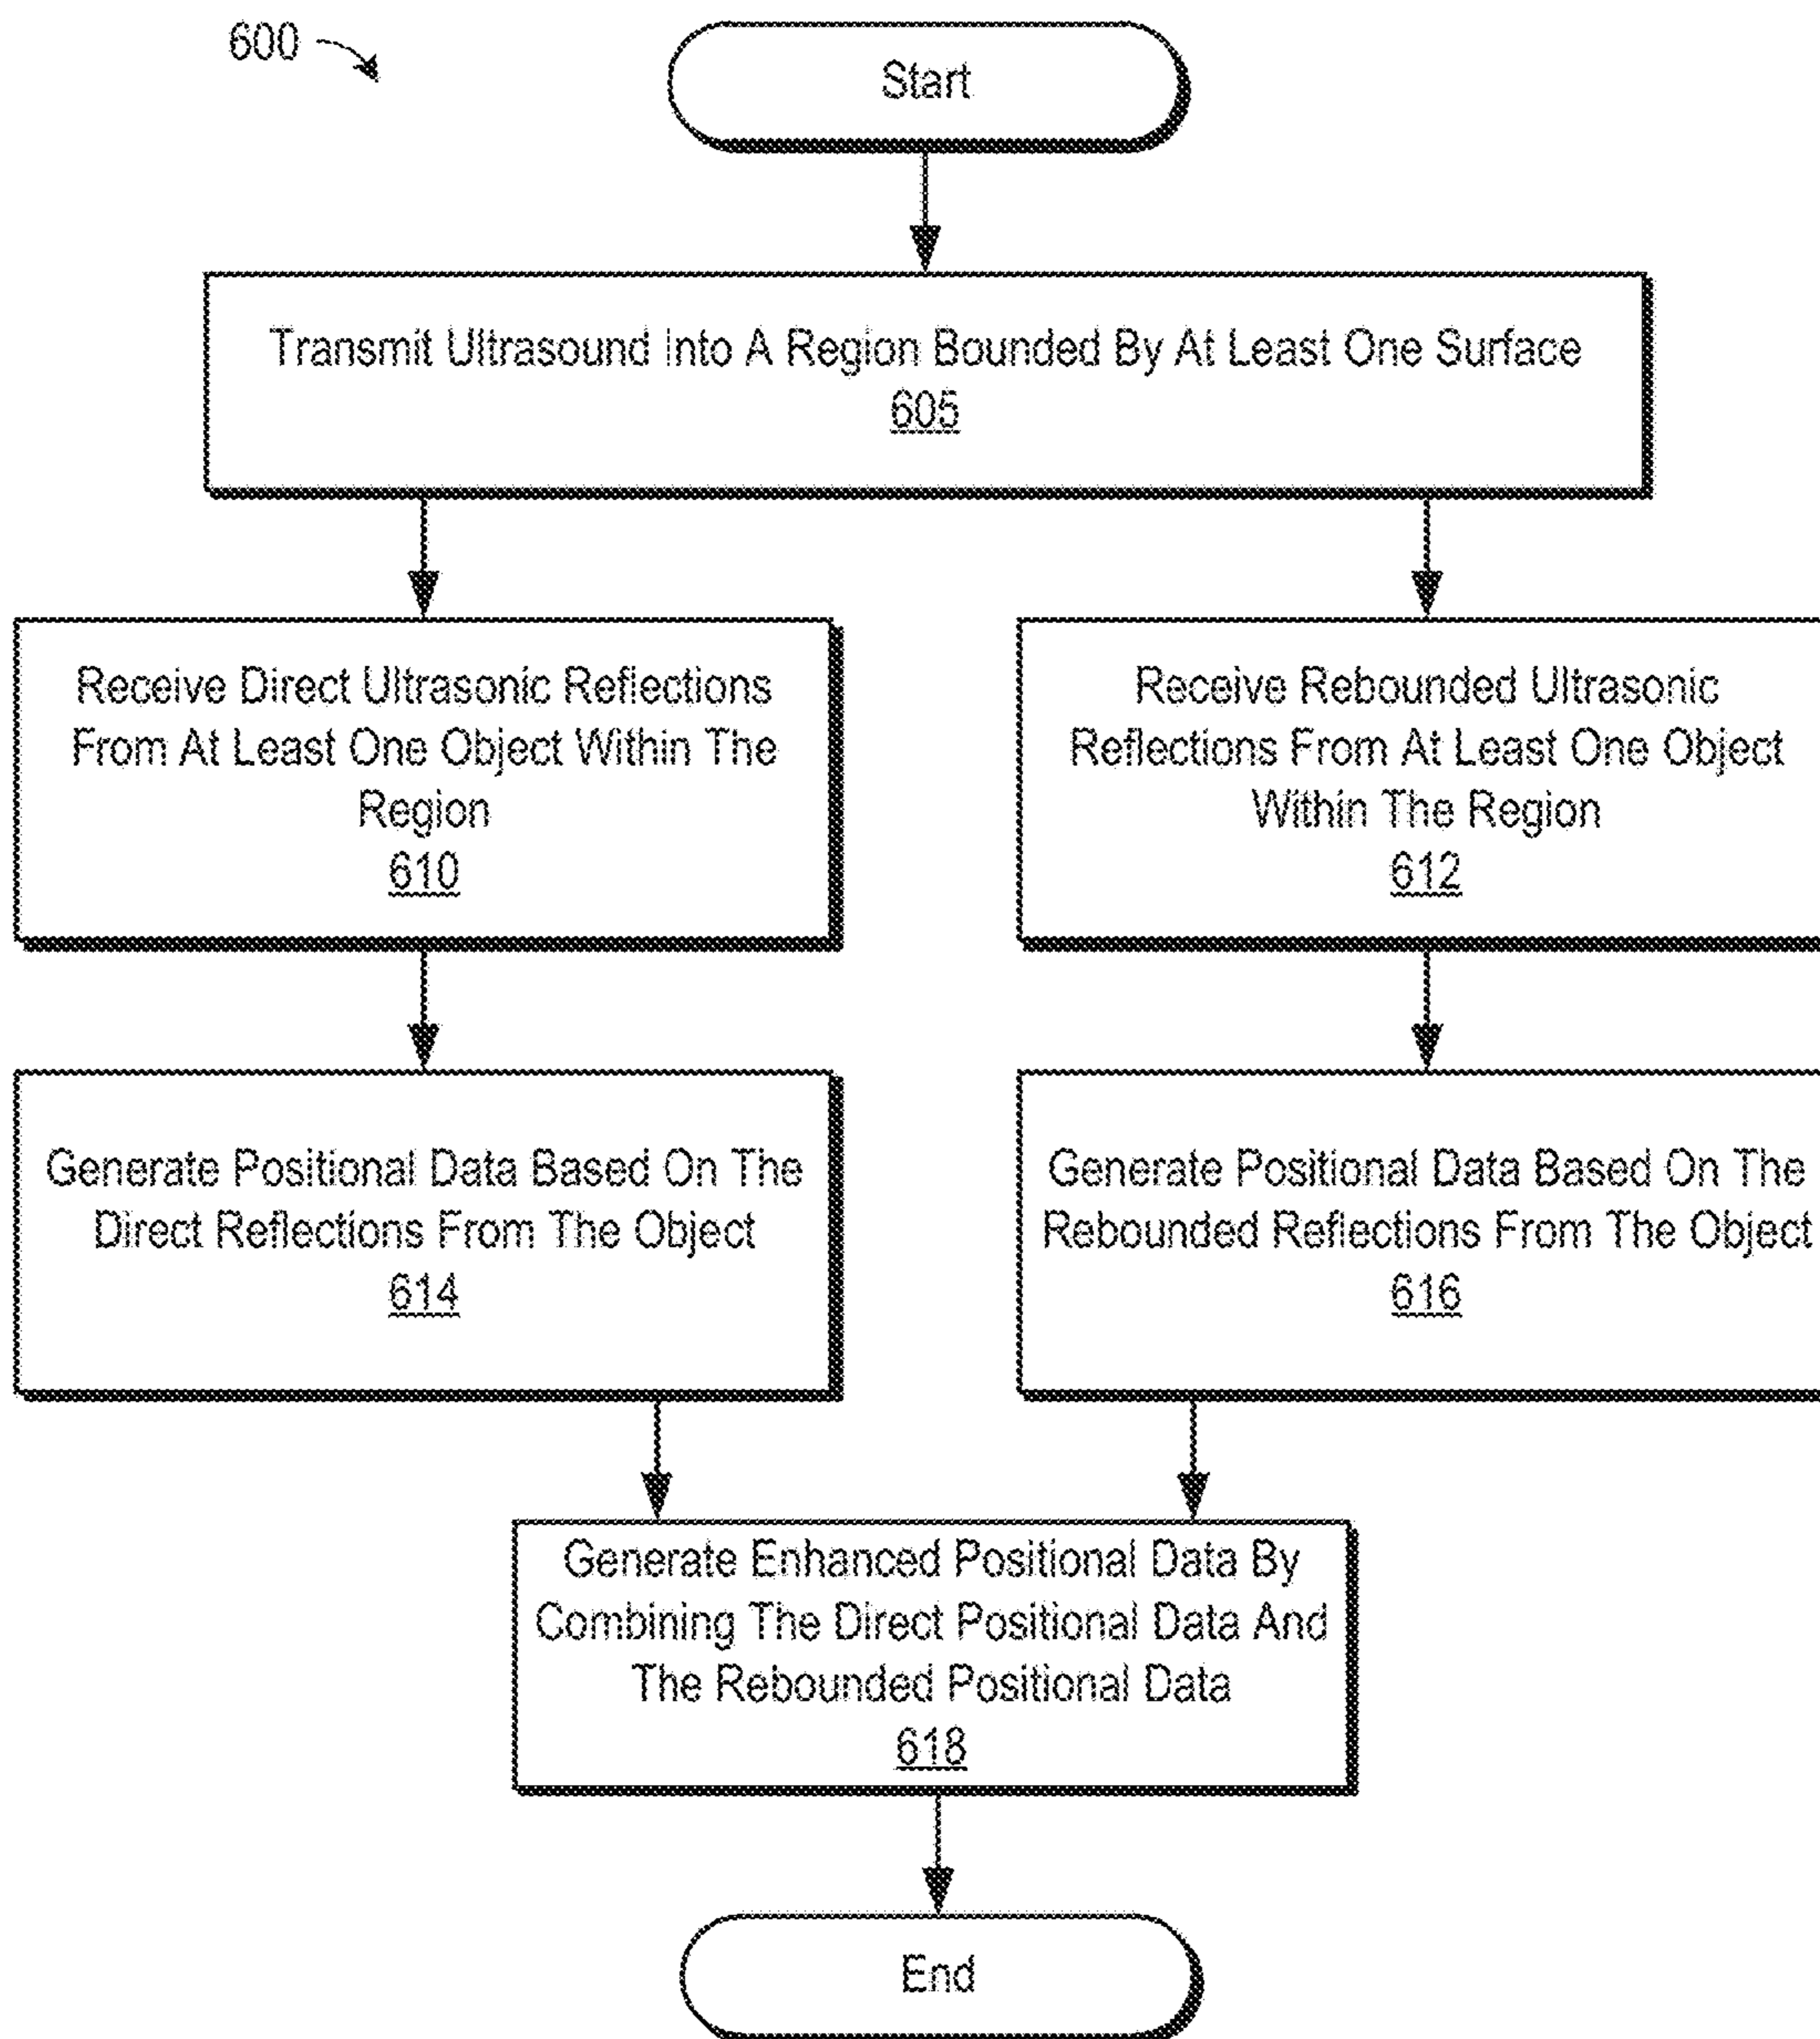 600
Start
Transmit Ultrasound Into A Region Bounded By At Least One Surface
605
Receive Direct Ultrasonic Reflections
From At Least One Object Within The
Region
610
Receive Rebounded Ultrasonic
Reflections From At Least One Object
Within The Region
612
Generate Positional Data Based On The
Direct Reflections From The Object
614
Generate Positional Data Based On The
Rebounded Reflections From The Object
616
Generate Enhanced Positional Data By
Combining The Direct Positional Data And
The Rebounded Positional Data
618
End